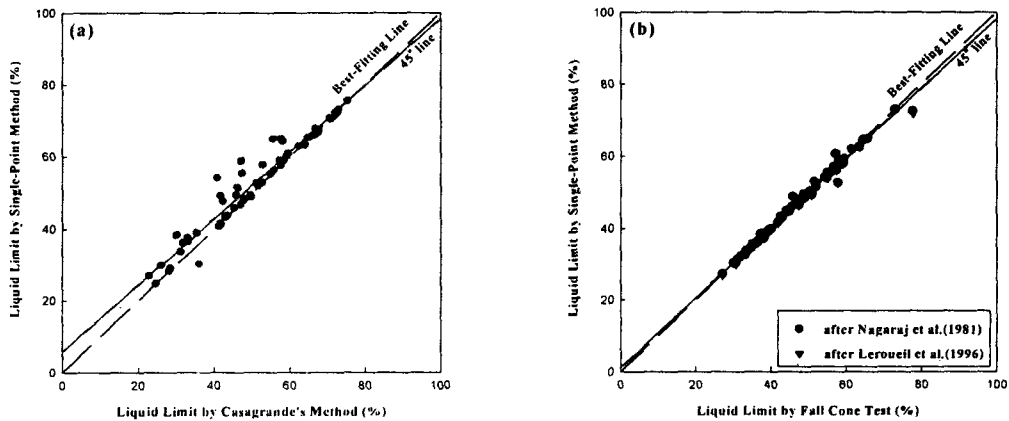 (a)
Best-Fitting Line
45° line
Liquid Limit by Single-Point Method (%)
100
80
60
40
20
0
0 20 40 60 80 100
Liquid Limit by Casagrande's Method (%)
(b)
Best-Fitting Line
45° line
Liquid Limit by Single-Point Method (%)
100
80
60
40
20
0
after Nagaraj et al.(1981)
after Leroueil et al.(1996)
0 20 40 60 80 100
Liquid Limit by Fall Cone Test (%)